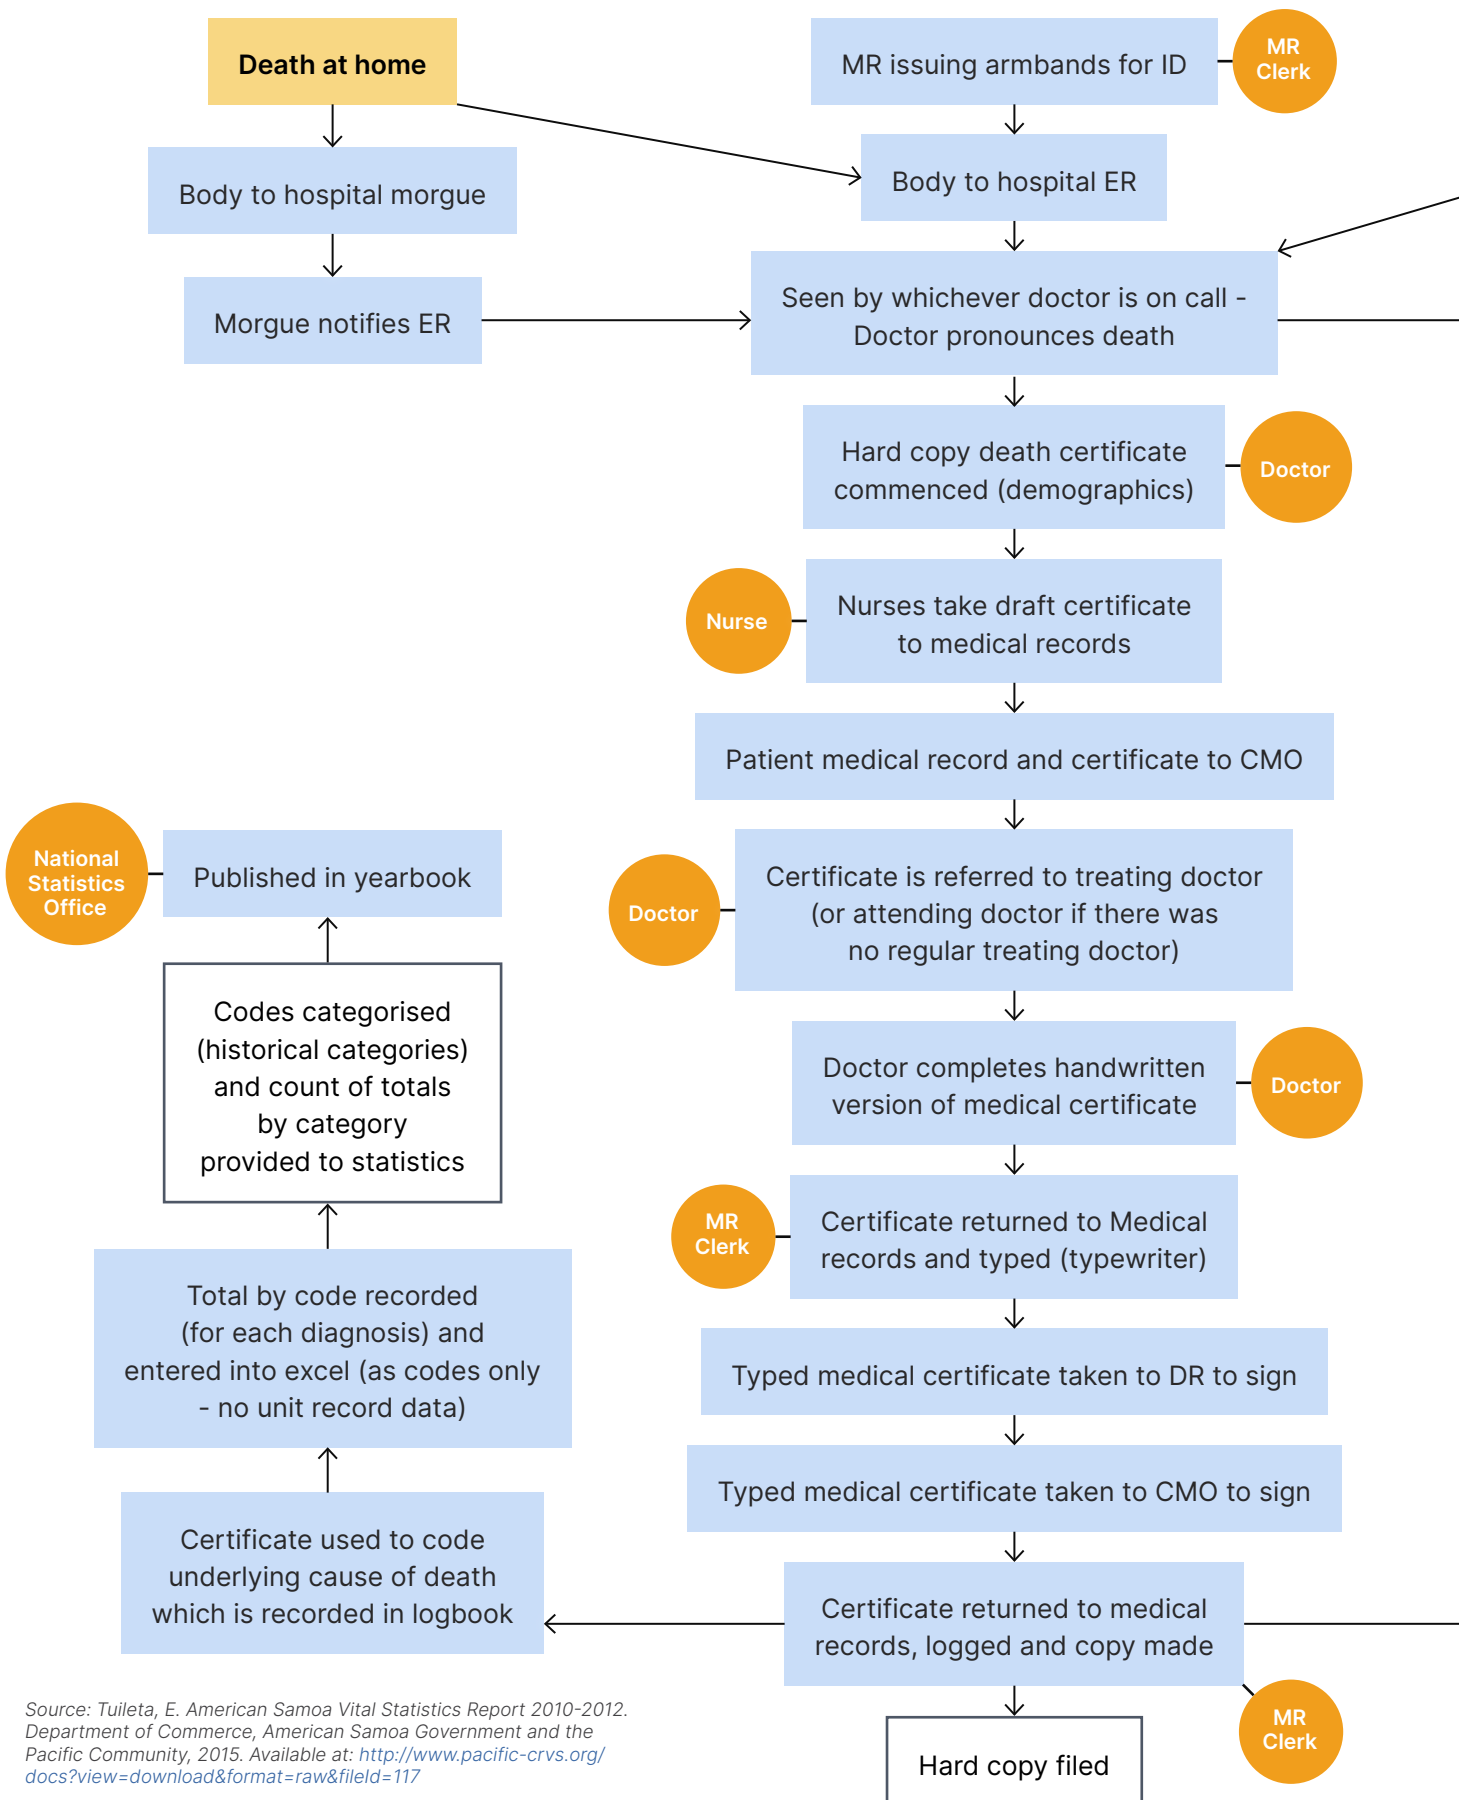 Death at home
MR issuing armbands for ID
MR
Clerk
Body to hospital morgue
Body to hospital ER
Morgue notifies ER
Seen by whichever doctor is on call -
Doctor pronounces death
Hard copy death certificate
commenced (demographics)
Doctor
Nurse
Nurses take draft certificate
to medical records
Patient medical record and certificate to CMO
National
Statistics
Office
Published in yearbook
Doctor
Certificate is referred to treating doctor
(or attending doctor if there was
no regular treating doctor)
Codes categorised
(historical categories)
and count of totals
by category
provided to statistics
Doctor completes handwritten
version of medical certificate
Doctor
MR
Clerk
Certificate returned to Medical
records and typed (typewriter)
Total by code recorded
(for each diagnosis) and
entered into excel (as codes only
- no unit record data)
Typed medical certificate taken to DR to sign
Typed medical certificate taken to CMO to sign
Certificate used to code
underlying cause of death
which is recorded in logbook
Certificate returned to medical
records, logged and copy made
MR
Clerk
Hard copy filed
Source: Tuileta, E. American Samoa Vital Statistics Report 2010-2012.
Department of Commerce, American Samoa Government and the
Pacific Community, 2015. Available at: http://www.pacific-crvs.org/
docs?view=download&format=raw&fileId=117